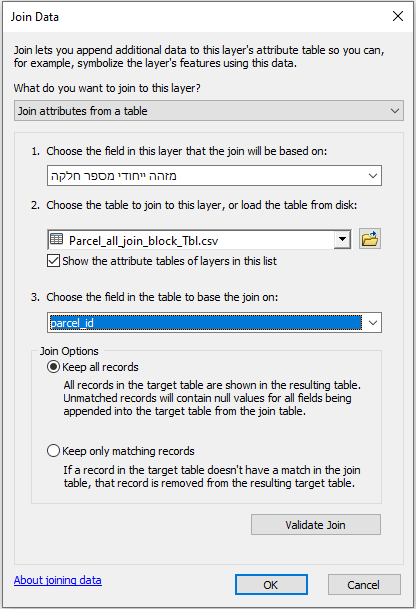 Join Data
Join lets you append additional data to this layer's attribute table so you can,
for example, symbolize the layer's features using this data.
What do you want to join to this layer?
Join attributes from a table
1. Choose the field in this layer that the join will be based on:
מזהה ייחודי מספר חלקה
2. Choose the table to join to this layer, or load the table from disk:
Parcel_all_join_block_Tbl.csv
Show the attribute tables of layers in this list
3. Choose the field in the table to base the join on:
parcel_id
Join Options
Keep all records
All records in the target table are shown in the resulting table.
Unmatched records will contain null values for all fields being
appended into the target table from the join table.
Keep only matching records
If a record in the target table doesn't have a match in the join
table, that record is removed from the resulting target table.
Validate Join
About joining data
OK
Cancel